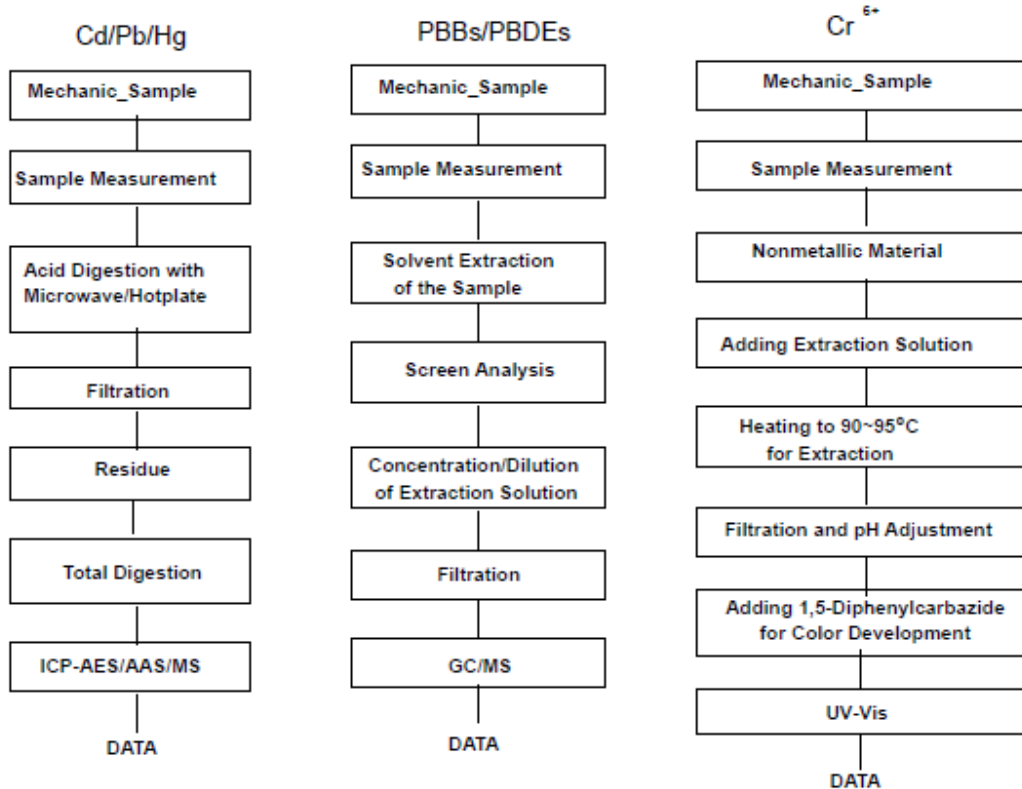 Cd/Pb/Hg
Mechanic_Sample
Sample Measurement
Acid Digestion with
Microwave/Hotplate
Filtration
Residue
Total Digestion
ICP-AES/AAS/MS
DATA
PBBs/PBDEs
Mechanic_Sample
Sample Measurement
Solvent Extraction
of the Sample
Screen Analysis
Concentration/Dilution
of Extraction Solution
Filtration
GC/MS
DATA
Cr 6+
Mechanic_Sample
Sample Measurement
Nonmetallic Material
Adding Extraction Solution
Heating to 90~95°C
for Extraction
Filtration and pH Adjustment
Adding 1,5-Diphenylcarbazide
for Color Development
UV-Vis
DATA